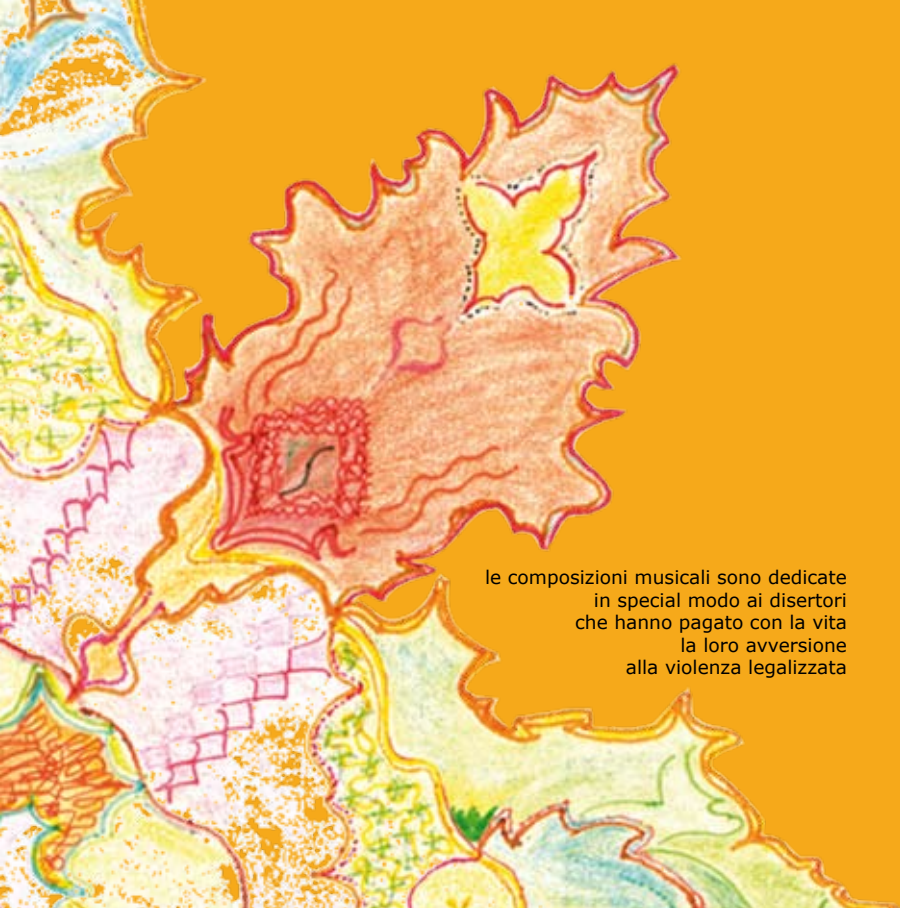 le composizioni musicali sono dedicate
in special modo ai disertori
che hanno pagato con la vita
la loro avversione
alla violenza legalizzata